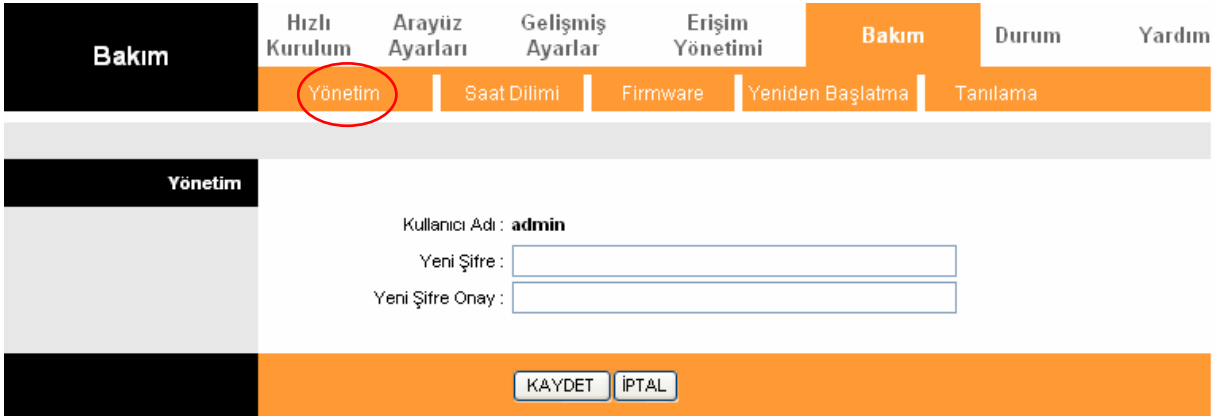 Bakım
Hızlı Kurulum
Arayüz Ayarları
Gelişmiş Ayarlar
Erişim Yönetimi
Bakım
Durum
Yardım
Yönetim
Saat Dilimi
Firmware
Yeniden Başlatma
Tanılama
Yönetim
Kullanıcı Adı : admin
Yeni Şifre :
Yeni Şifre Onay :
KAYDET
İPTAL